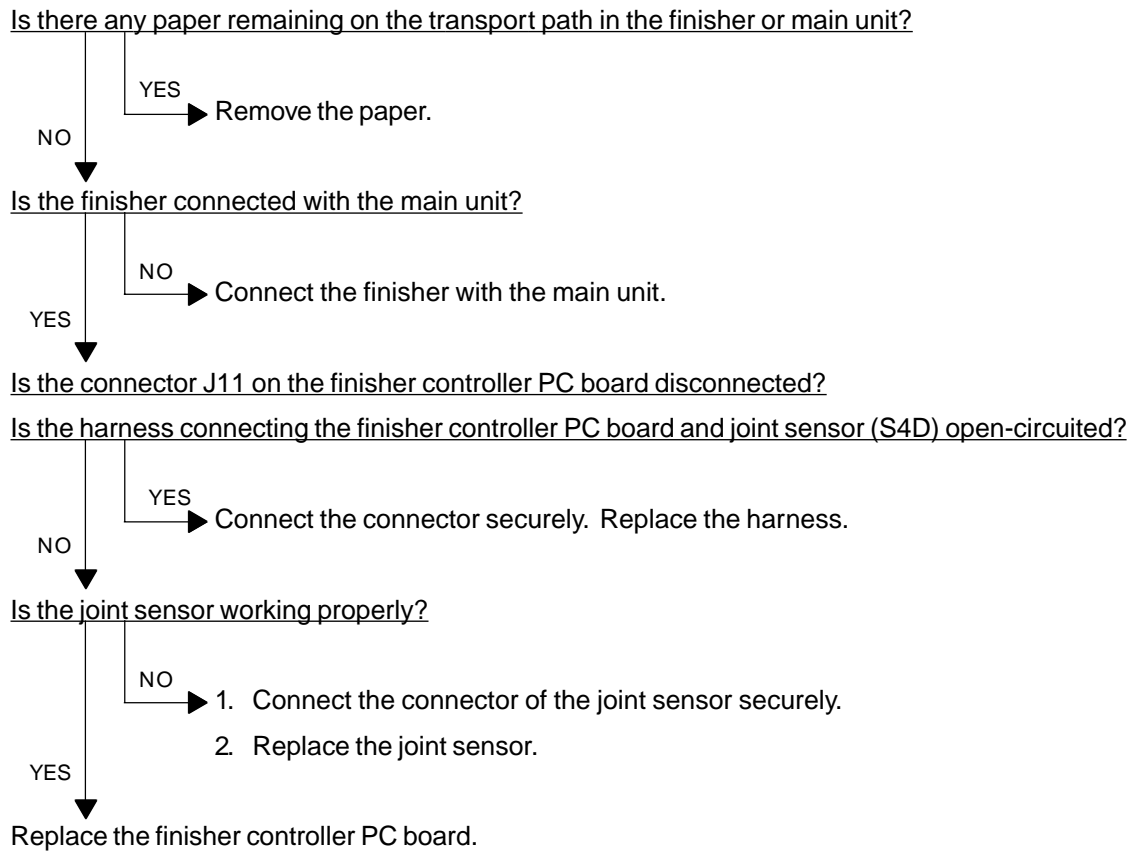 Is there any paper remaining on the transport path in the finisher or main unit?
YES
Remove the paper.
NO
Is the finisher connected with the main unit?
NO
Connect the finisher with the main unit.
YES
Is the connector J11 on the finisher controller PC board disconnected?
Is the harness connecting the finisher controller PC board and joint sensor (S4D) open-circuited?
YES
Connect the connector securely. Replace the harness.
NO
Is the joint sensor working properly?
NO
1. Connect the connector of the joint sensor securely.
2. Replace the joint sensor.
YES
Replace the finisher controller PC board.